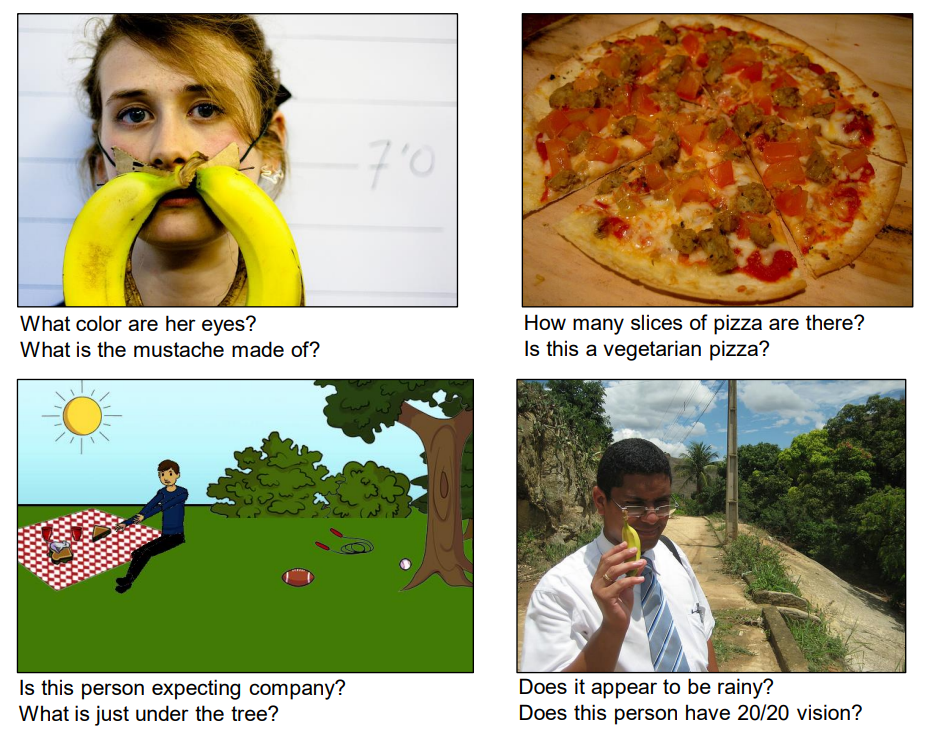 7'0
What color are her eyes?
What is the mustache made of?
How many slices of pizza are there?
Is this a vegetarian pizza?
Is this person expecting company?
What is just under the tree?
Does it appear to be rainy?
Does this person have 20/20 vision?